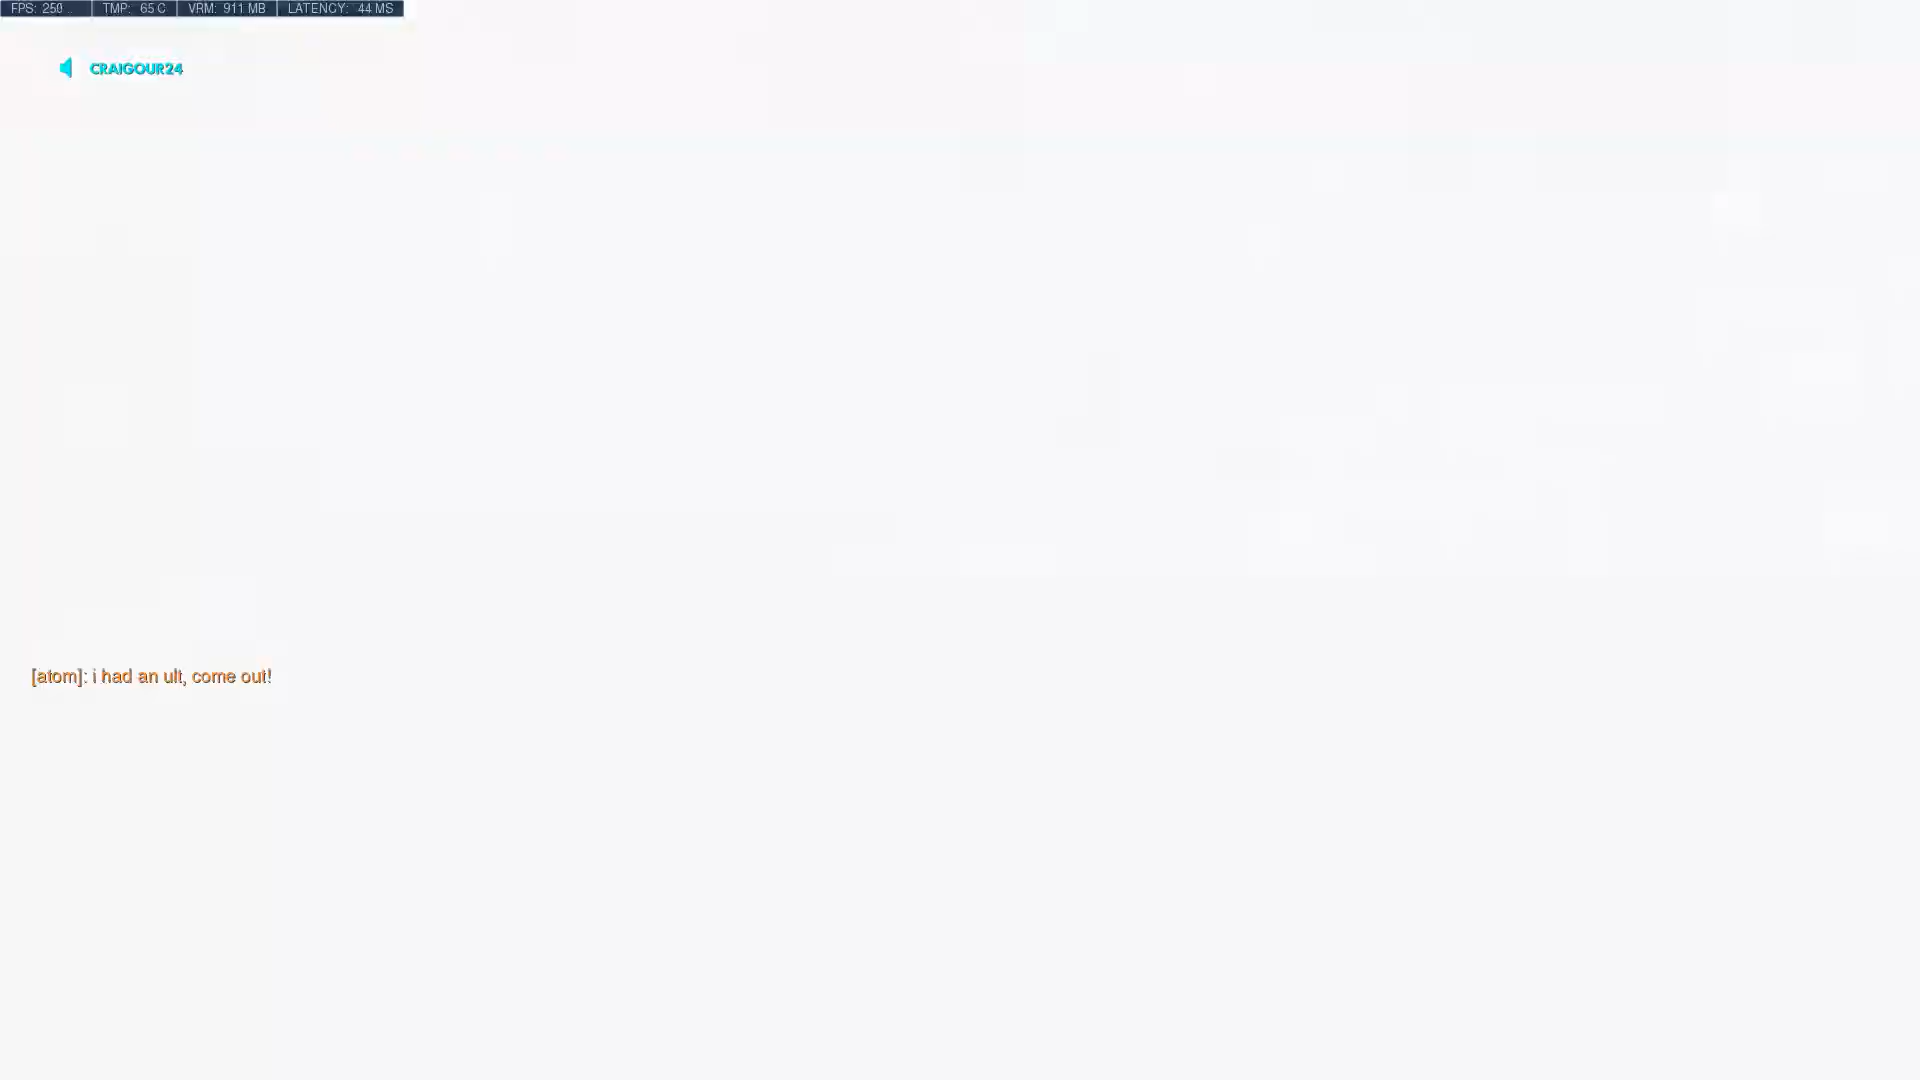 FPS: 250 TMP: 65 C VRM: 911 MB LATENCY: 44 MS
CRAIGOUR24
[atom]: i had an ult, come out!